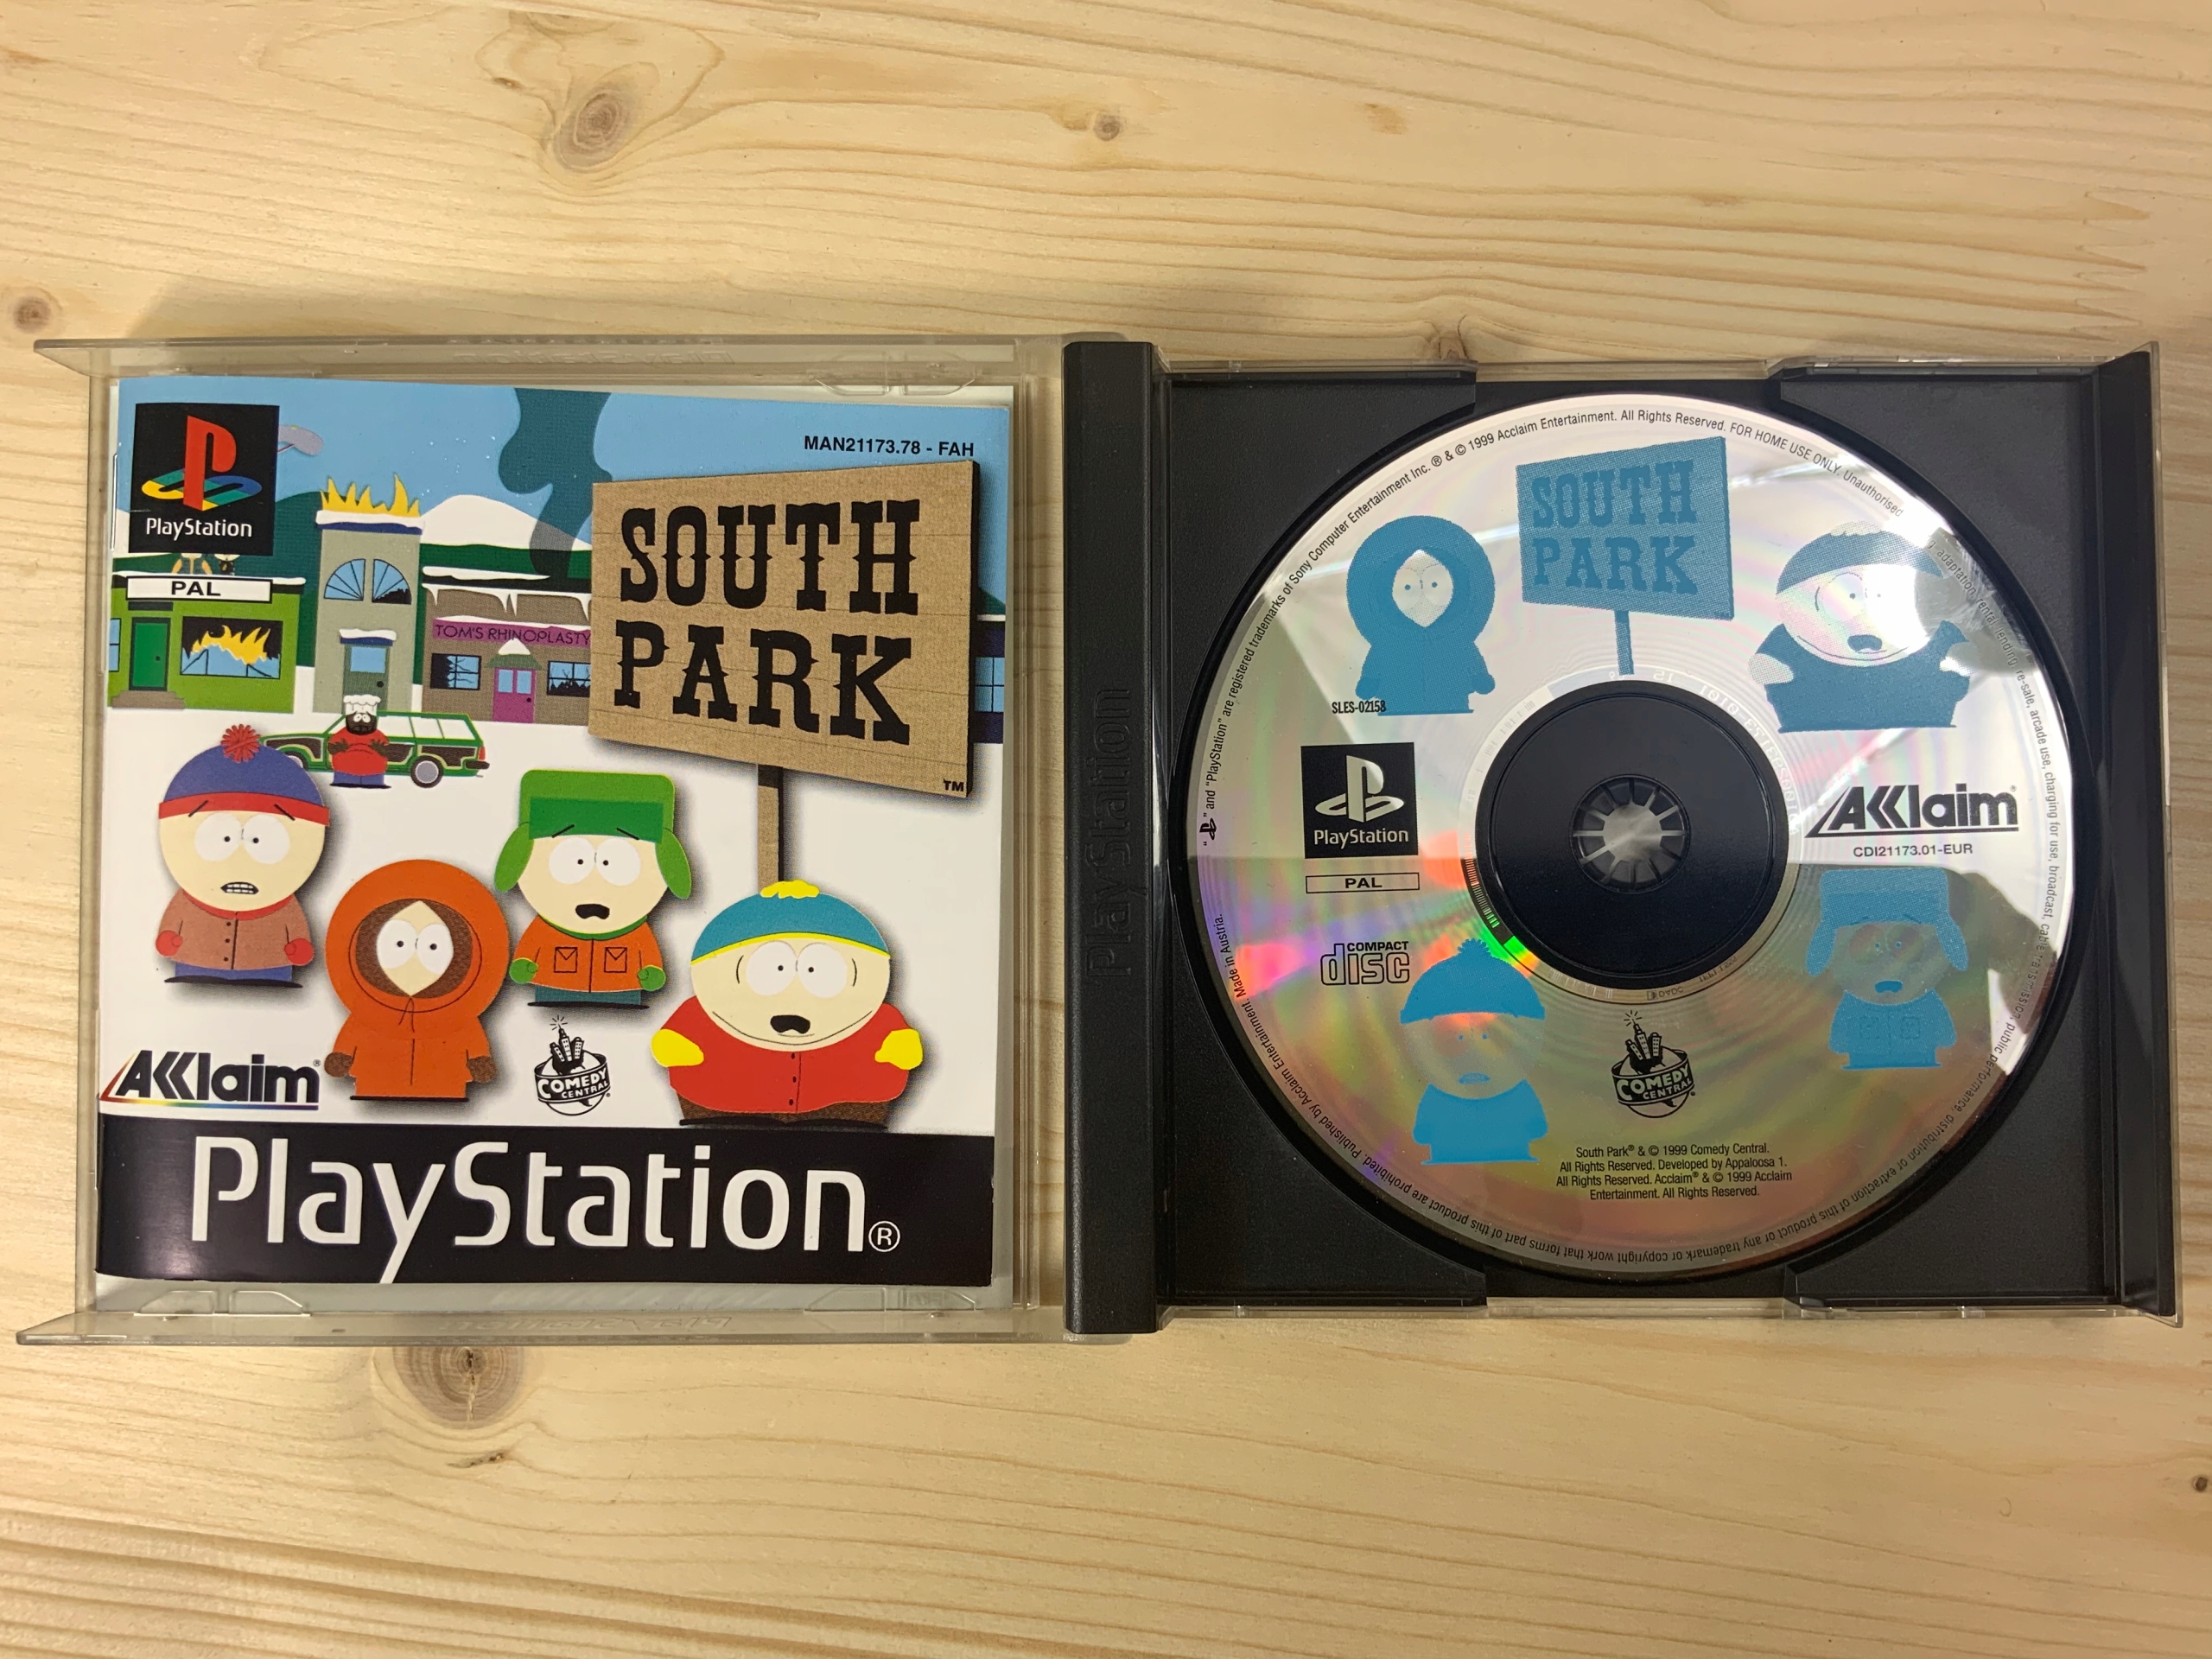 PlayStation
PAL
MAN21173.78 - FAH
SOUTH
PARK
TM
TOM'S RHINOPLASTY
AKKlaim®
COMEDY
CENTRAL
PlayStation®
PlayStation
"PS" and "PlayStation" are registered trademarks of Sony Computer Entertainment Inc. ® & © 1999 Acclaim Entertainment. All Rights Reserved. FOR HOME USE ONLY. Unauthorised
adaptation, rental, lending, re-sale, arcade use, charging for use, broadcast, cable transmission, public performance, distribution or extraction of this product or any trademark or copyright work that forms part of this product are prohibited. Published by Acclaim Entertainment. Made in Austria.
SOUTH
PARK
SLES-02158
PlayStation
PAL
AKKlaim®
CDI21173.01-EUR
COMPACT
disc
COMEDY
CENTRAL
South Park® & © 1999 Comedy Central.
All Rights Reserved. Developed by Appaloosa 1.
All Rights Reserved. Acclaim® & © 1999 Acclaim
Entertainment. All Rights Reserved.